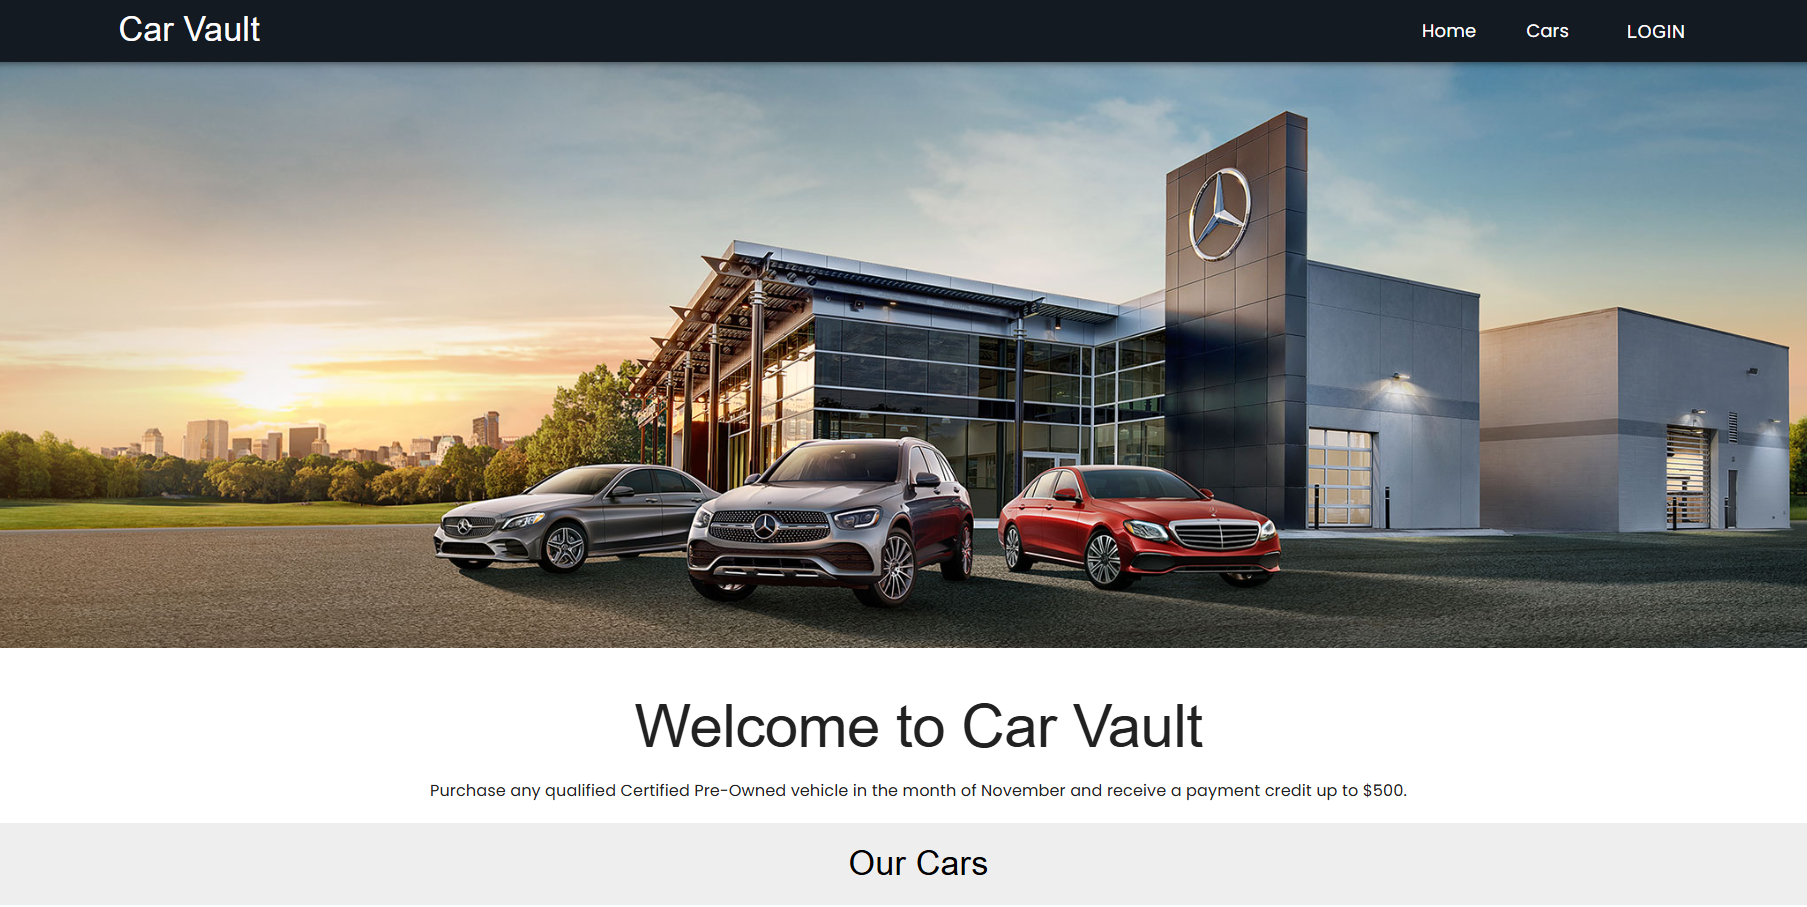 Car Vault
Home
Cars
LOGIN
Welcome to Car Vault
Purchase any qualified Certified Pre-Owned vehicle in the month of November and receive a payment credit up to $500.
Our Cars